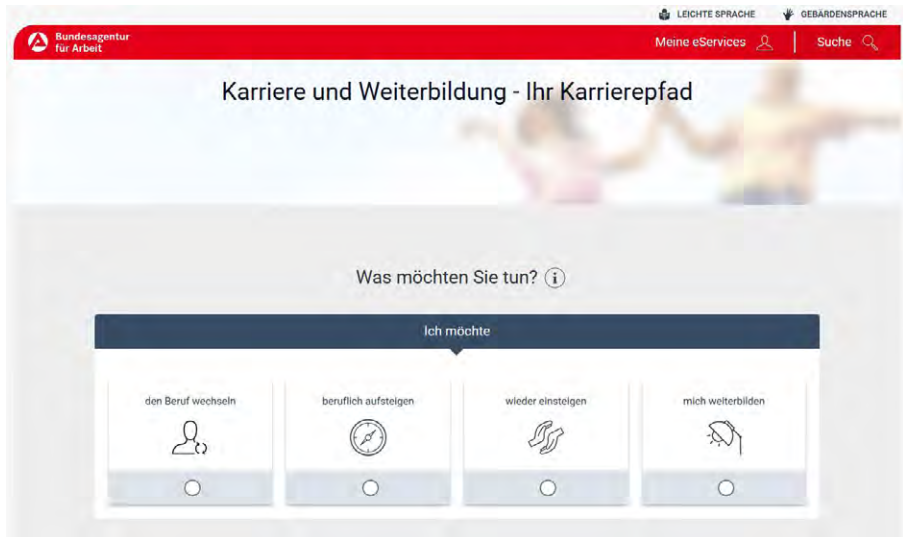 LEICHTE SPRACHE GEBÄRDENSPRACHE
Bundesagentur
für Arbeit
Meine eServices Suche
Karriere und Weiterbildung - Ihr Karrierepfad
Was möchten Sie tun? i
Ich möchte
den Beruf wechseln beruflich aufsteigen wieder einsteigen mich weiterbilden